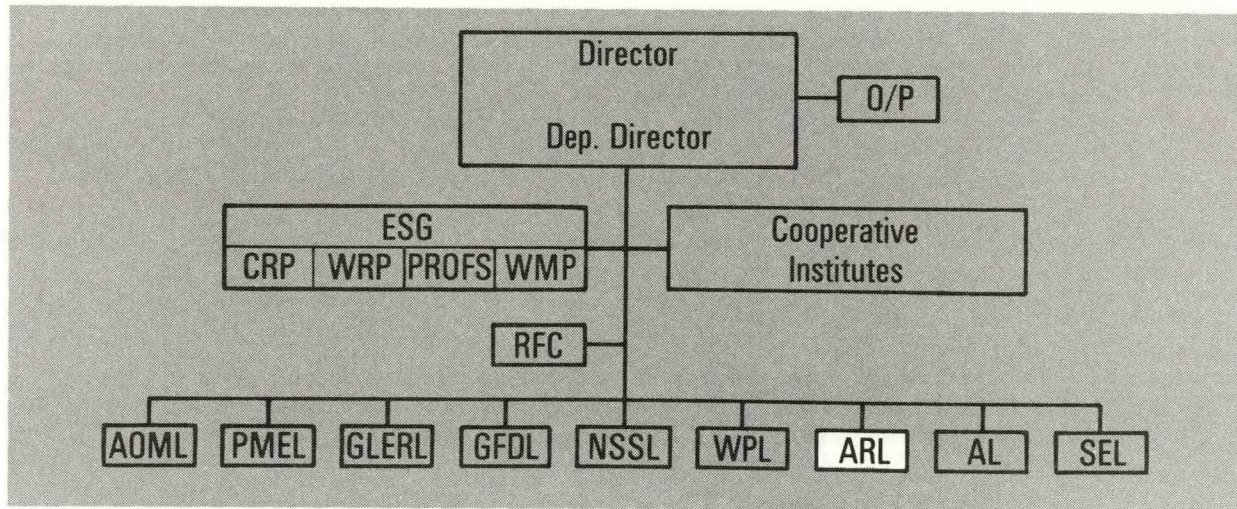 Director
O/P
Dep. Director
ESG
CRP WRP PROFS WMP
Cooperative
Institutes
RFC
AOML PMEL GLERL GFDL NSSL WPL ARL AL SEL